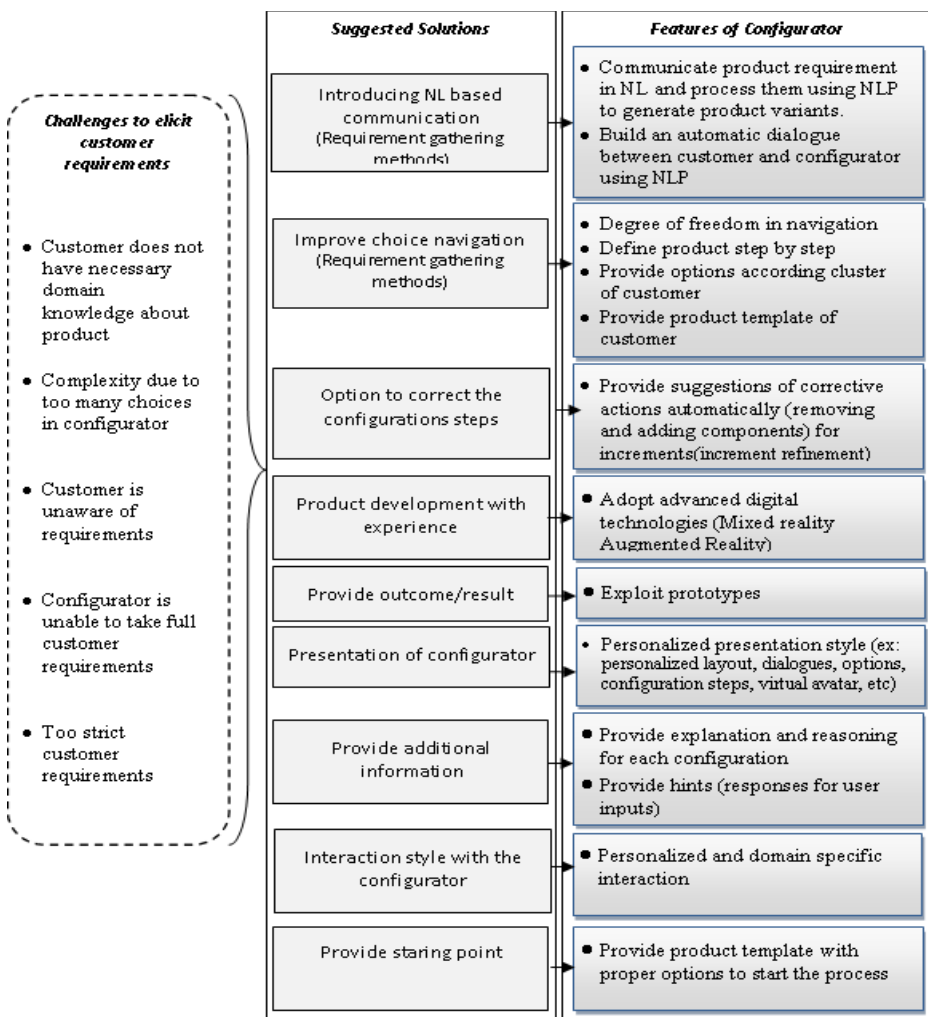 Challenges to elicit
customer
requirements
Customer does not
have necessary
domain
knowledge about
product
Complexity due to
too many choices
in configurator
Customer is
unaware of
requirements
Configurator is
unable to take full
customer
requirements
Too strict
customer
requirements
Suggested Solutions
Introducing NL based
communication
(Requirement gathering
methods)
Improve choice navigation
(Requirement gathering
methods)
Option to correct the
configurations steps
Product development with
experience
Provide outcome/result
Presentation of configurator
Provide additional
information
Interaction style with the
configurator
Provide staring point
Features of Configurator
Communicate product requirement
in NL and process them using NLP
to generate product variants.
Build an automatic dialogue
between customer and configurator
using NLP
Degree of freedom in navigation
Define product step by step
Provide options according cluster
of customer
Provide product template of
customer
Provide suggestions of corrective
actions automatically (removing
and adding components) for
increments(increment refinement)
Adopt advanced digital
technologies (Mixed reality
Augmented Reality)
Exploit prototypes
Personalized presentation style (ex:
personalized layout, dialogues, options,
configuration steps, virtual avatar, etc)
Provide explanation and reasoning
for each configuration
Provide hints (responses for user
inputs)
Personalized and domain specific
interaction
Provide product template with
proper options to start the process